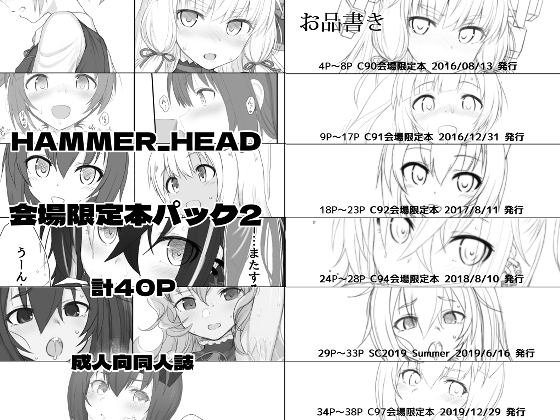 HAMMER_HEAD
会場限定本パック2
計40P
成人向同人誌
うーん
…またす
お品書き
4P～8P C90会場限定本 2016/08/13 発行
9P～17P C91会場限定本 2016/12/31 発行
18P～23P C92会場限定本 2017/8/11 発行
24P～28P C94会場限定本 2018/8/10 発行
29P～33P SC2019 Summer 2019/6/16 発行
34P～38P C97会場限定本 2019/12/29 発行